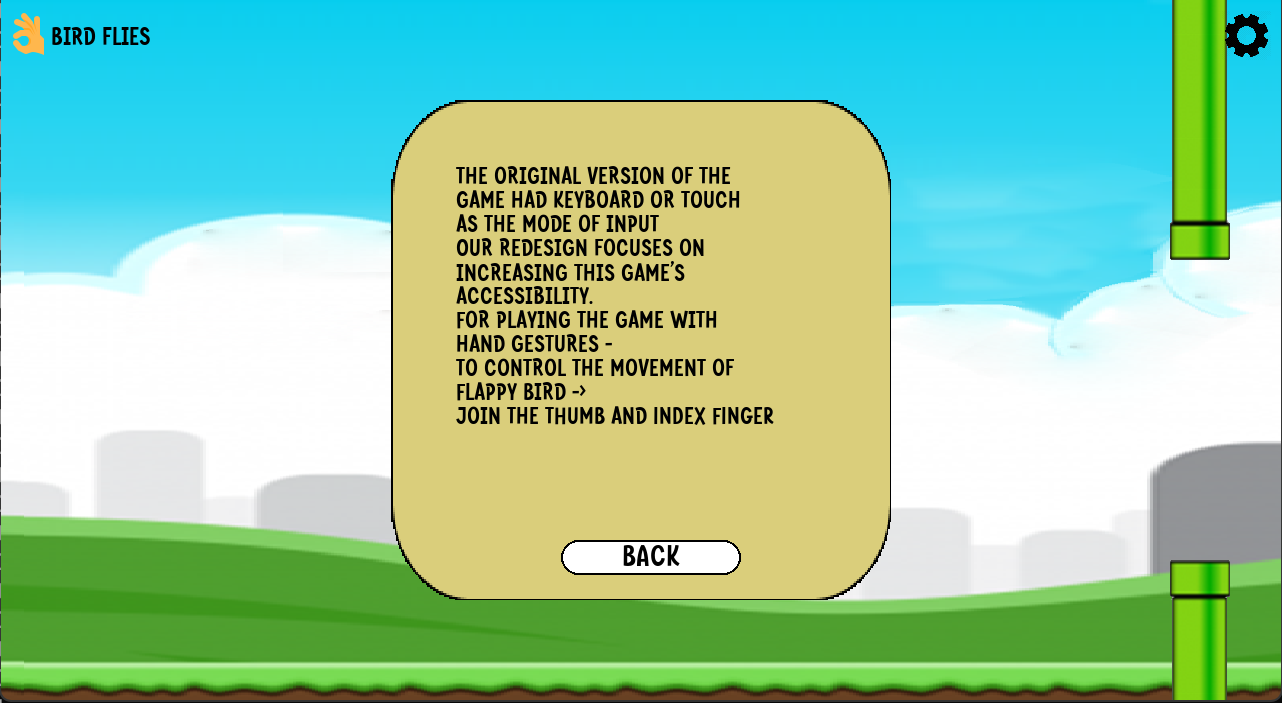 BIRD FLIES
THE ORIGINAL VERSION OF THE
GAME HAD KEYBOARD OR TOUCH
AS THE MODE OF INPUT
OUR REDESIGN FOCUSES ON
INCREASING THIS GAME'S
ACCESSIBILITY.
FOR PLAYING THE GAME WITH
HAND GESTURES -
TO CONTROL THE MOVEMENT OF
FLAPPY BIRD ->
JOIN THE THUMB AND INDEX FINGER
BACK